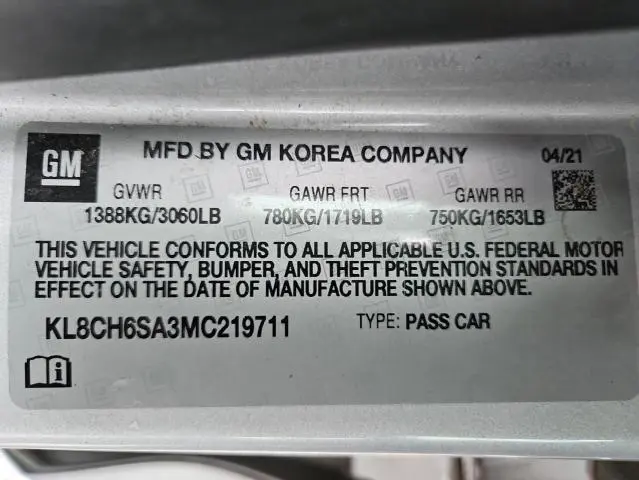 GM MFD BY GM KOREA COMPANY 04/21
GVWR GAWR FRT GAWR RR
1388KG/3060LB 780KG/1719LB 750KG/1653LB
THIS VEHICLE CONFORMS TO ALL APPLICABLE U.S. FEDERAL MOTOR
VEHICLE SAFETY, BUMPER, AND THEFT PREVENTION STANDARDS IN
EFFECT ON THE DATE OF MANUFACTURE SHOWN ABOVE.
KL8CH6SA3MC219711 TYPE: PASS CAR